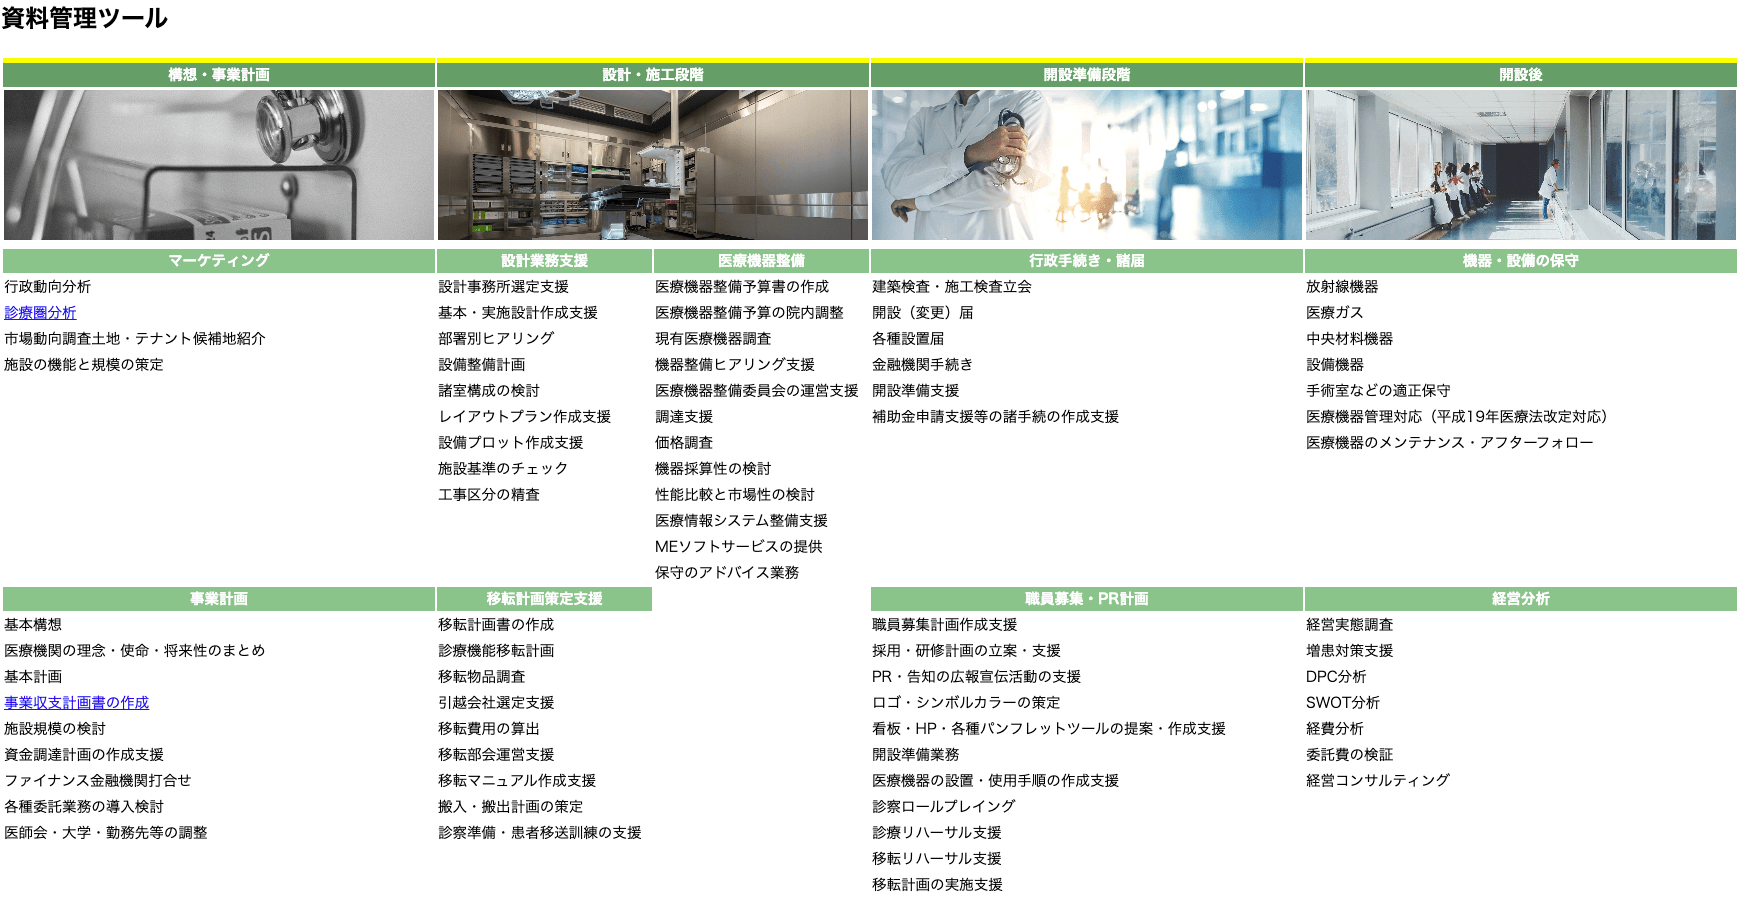 資料管理ツール
構想・事業計画
設計・施工段階
開設準備段階
開設後
マーケティング
行政動向分析
診療圏分析
市場動向調査土地・テナント候補地紹介
施設の機能と規模の策定
設計業務支援
設計事務所選定支援
基本・実施設計作成支援
部署別ヒアリング
設備整備計画
諸室構成の検討
レイアウトプラン作成支援
設備プロット作成支援
施設基準のチェック
工事区分の精査
医療機器整備
医療機器整備予算書の作成
医療機器整備予算の院内調整
現有医療機器調査
機器整備ヒアリング支援
医療機器整備委員会の運営支援
調達支援
価格調査
機器採算性の検討
性能比較と市場性の検討
医療情報システム整備支援
MEソフトサービスの提供
保守のアドバイス業務
行政手続き・諸届
建築検査・施工検査立会
開設（変更）届
各種設置届
金融機関手続き
開設準備支援
補助金申請支援等の諸手続の作成支援
機器・設備の保守
放射線機器
医療ガス
中央材料機器
設備機器
手術室などの適正保守
医療機器管理対応（平成19年医療法改定対応）
医療機器のメンテナンス・アフターフォロー
事業計画
基本構想
医療機関の理念・使命・将来性のまとめ
基本計画
事業収支計画書の作成
施設規模の検討
資金調達計画の作成支援
ファイナンス金融機関打合せ
各種委託業務の導入検討
医師会・大学・勤務先等の調整
移転計画策定支援
移転計画書の作成
診療機能移転計画
移転物品調査
引越会社選定支援
移転費用の算出
移転部会運営支援
移転マニュアル作成支援
搬入・搬出計画の策定
診察準備・患者移送訓練の支援
職員募集・PR計画
職員募集計画作成支援
採用・研修計画の立案・支援
PR・告知の広報宣伝活動の支援
ロゴ・シンボルカラーの策定
看板・HP・各種パンフレットツールの提案・作成支援
開設準備業務
医療機器の設置・使用手順の作成支援
診察ロールプレイング
診療リハーサル支援
移転リハーサル支援
移転計画の実施支援
経営分析
経営実態調査
増患対策支援
DPC分析
SWOT分析
経費分析
委託費の検証
経営コンサルティング